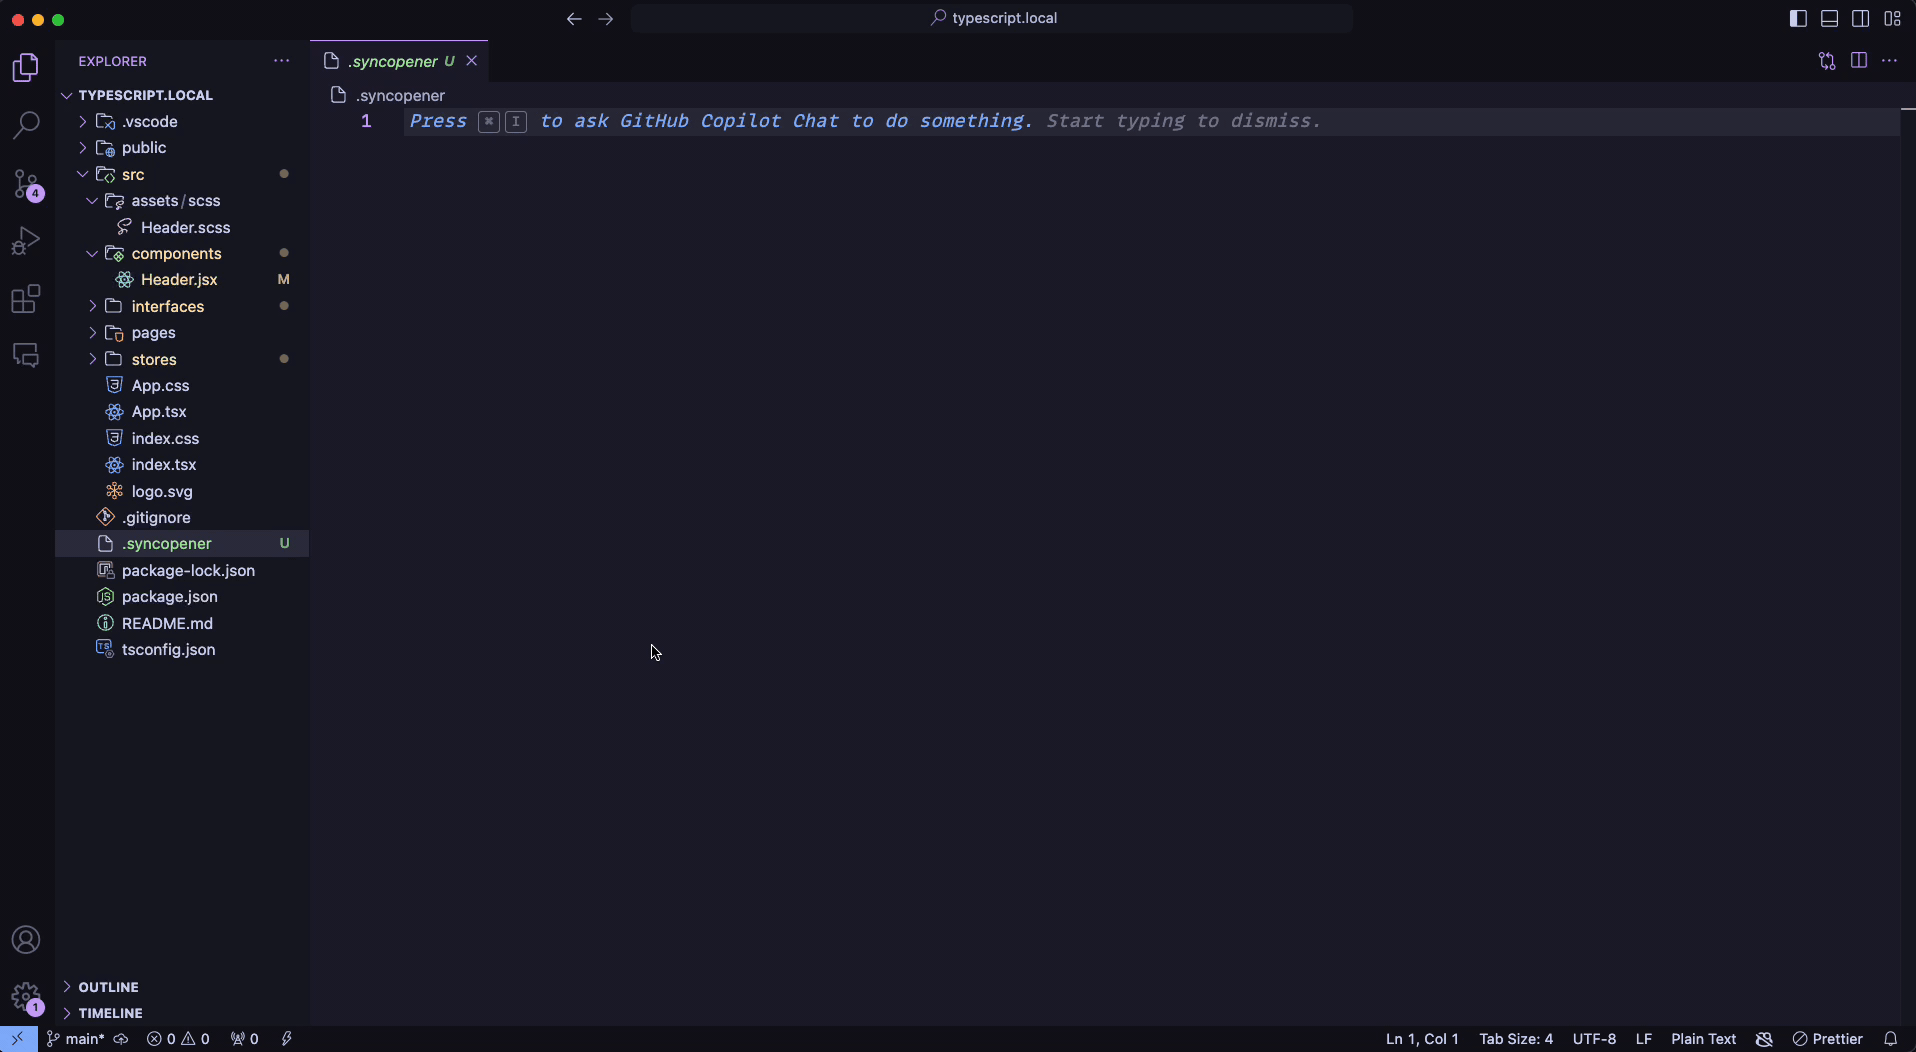 typescript.local
EXPLORER
.syncopener U
TYPESCRIPT.LOCAL
.syncopener
.vscode
1 Press ⌘ I to ask GitHub Copilot Chat to do something. Start typing to dismiss.
public
src
4
assets/scss
Header.scss
components
Header.jsx M
interfaces
pages
stores
App.css
App.tsx
index.css
index.tsx
logo.svg
.gitignore
.syncopener U
package-lock.json
package.json
README.md
tsconfig.json
OUTLINE
1
TIMELINE
main* 0 0 0 Ln 1, Col 1 Tab Size: 4 UTF-8 LF Plain Text Prettier